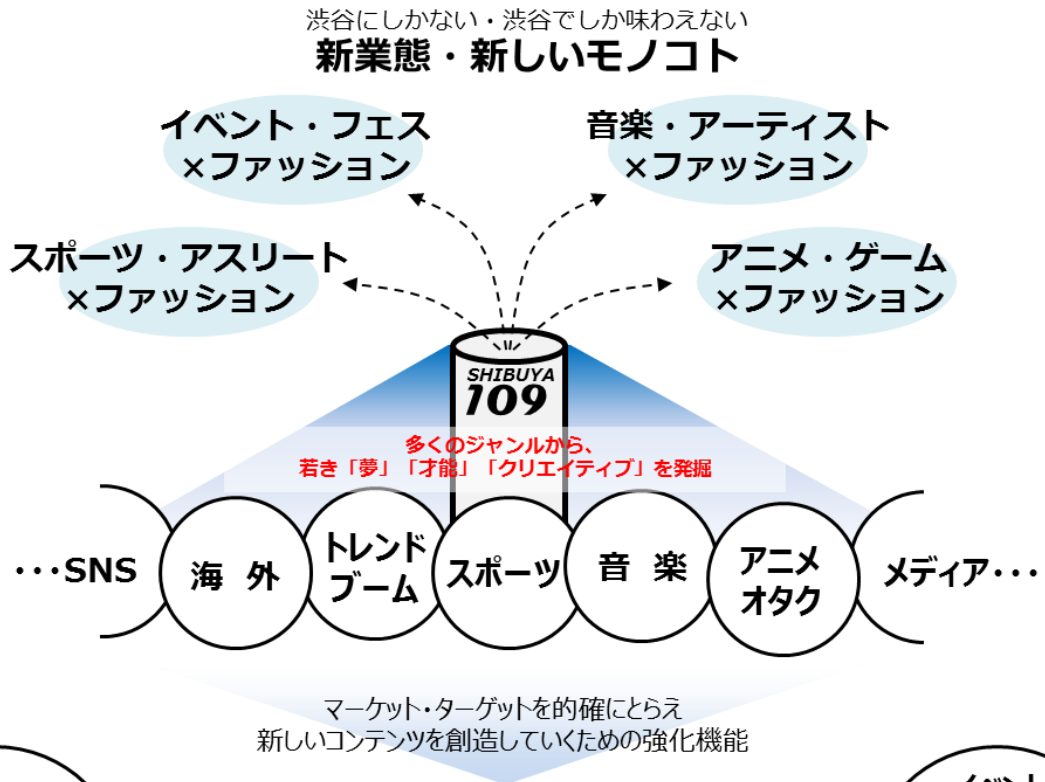 渋谷にしかない・渋谷でしか味わえない
新業態・新しいモノコト
イベント・フェス
×ファッション
音楽・アーティスト
×ファッション
スポーツ・アスリート
×ファッション
アニメ・ゲーム
×ファッション
SHIBUYA
109
多くのジャンルから、
若き「夢」「才能」「クリエイティブ」を発掘
・・・SNS
海 外
トレンド
ブーム
スポーツ
音 楽
アニメ
オタク
メディア・・・
マーケット・ターゲットを的確にとらえ
新しいコンテンツを創造していくための強化機能